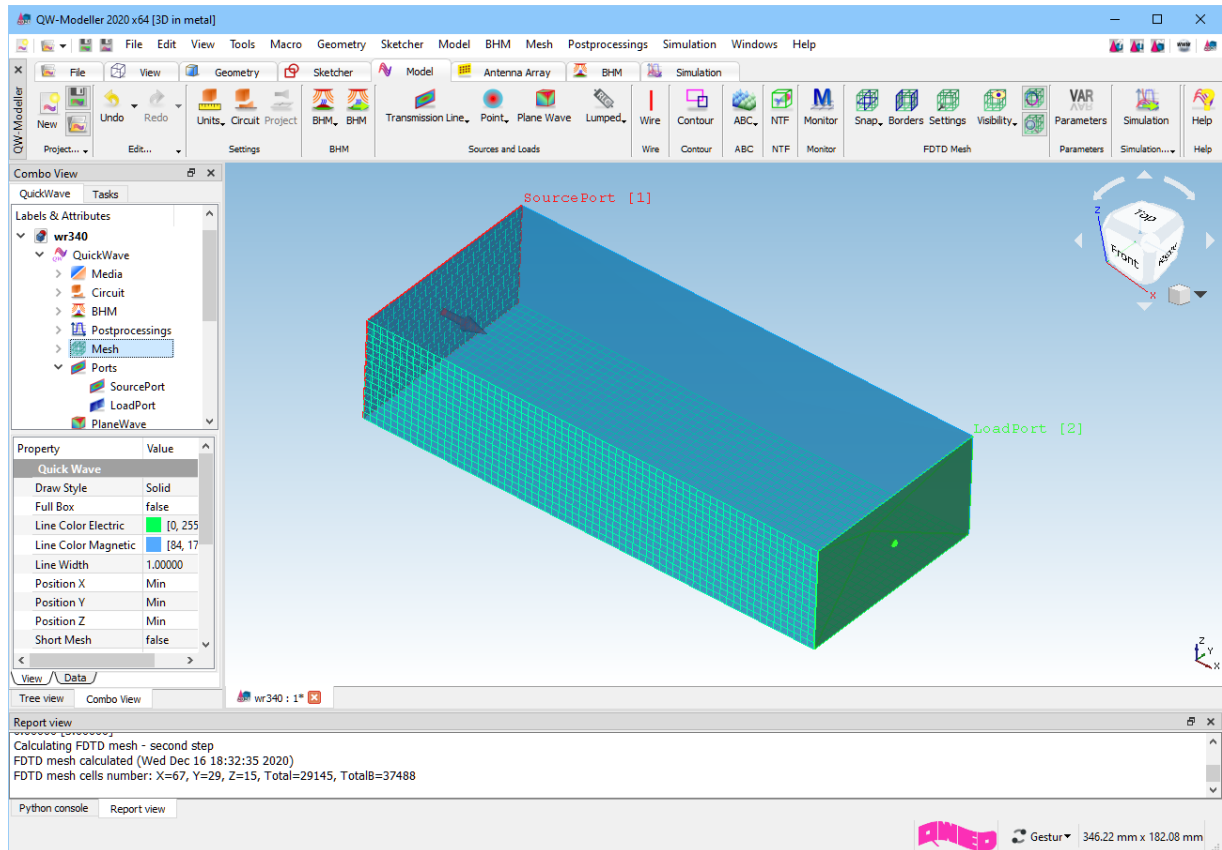 QW-Modeller 2020 x64 [3D in metal]
File Edit View Tools Macro Geometry Sketcher Model BHM Mesh Postprocessings Simulation Windows Help
File View Geometry Sketcher Model Antenna Array BHM Simulation
QW-Modeller
New Undo Redo Units Circuit Project BHM BHM Transmission Line Point Plane Wave Lumped Wire Contour ABC NTF Monitor Snap Borders Settings Visibility VAR Parameters Simulation Help
Project... Edit... Settings BHM Sources and Loads Wire Contour ABC NTF Monitor FDTD Mesh Parameters Simulation... Help
Combo View
QuickWave Tasks
Labels & Attributes
wr340
QuickWave
Media
Circuit
BHM
Postprocessings
Mesh
Ports
SourcePort
LoadPort
PlaneWave
Property Value
Quick Wave
Draw Style Solid
Full Box false
Line Color Electric [0, 255
Line Color Magnetic [84, 17
Line Width 1.00000
Position X Min
Position Y Min
Position Z Min
Short Mesh false
View Data
Tree view Combo View
SourcePort [1]
LoadPort [2]
Top
Front
Z
X
Z
Y
X
wr340 : 1*
Report view
Calculating FDTD mesh - second step
FDTD mesh calculated (Wed Dec 16 18:32:35 2020)
FDTD mesh cells number: X=67, Y=29, Z=15, Total=29145, TotalB=37488
Python console Report view
QWED Gestur 346.22 mm x 182.08 mm